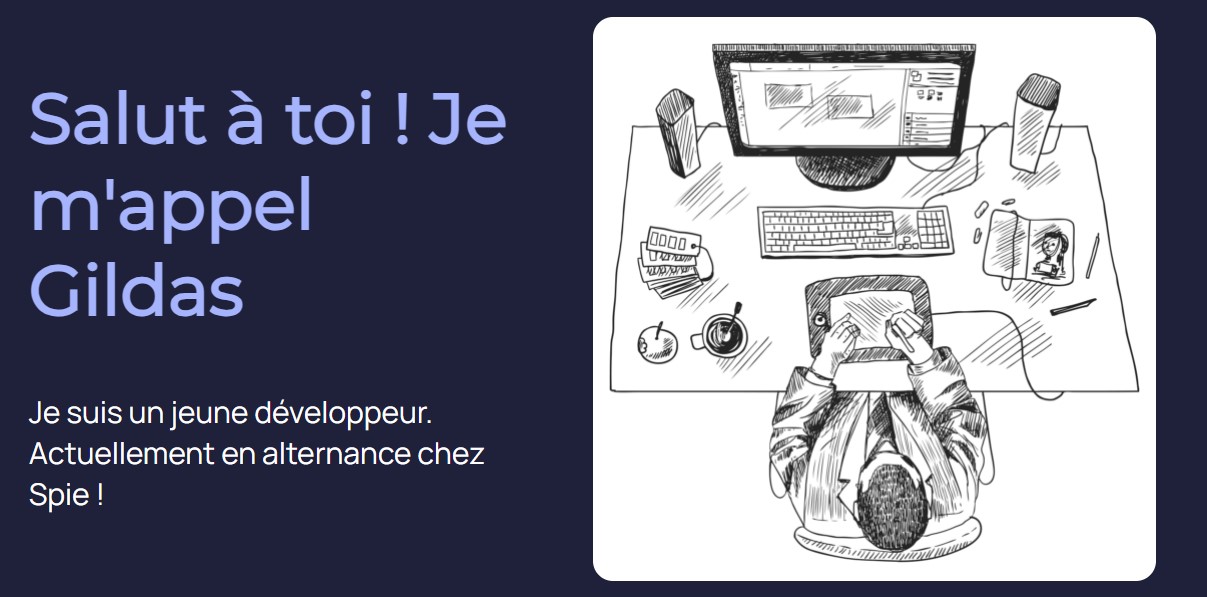 Salut à toi ! Je
m'appel
Gildas
Je suis un jeune développeur.
Actuellement en alternance chez
Spie !